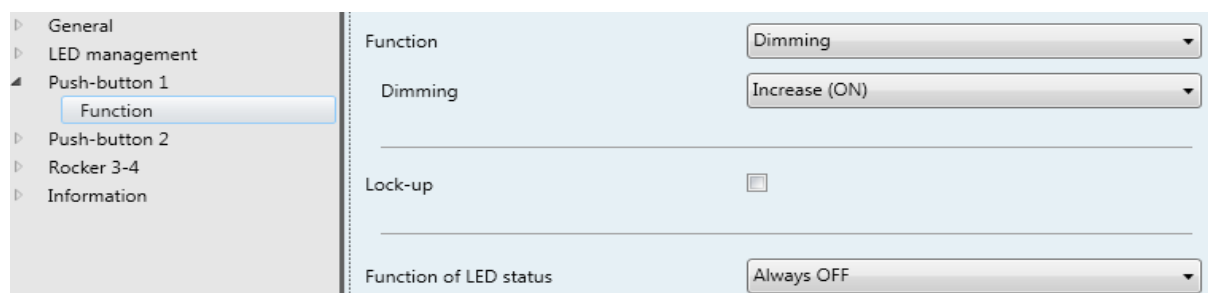 General
LED management
Push-button 1
Function
Push-button 2
Rocker 3-4
Information
Function Dimming
Dimming Increase (ON)
Lock-up
Function of LED status Always OFF